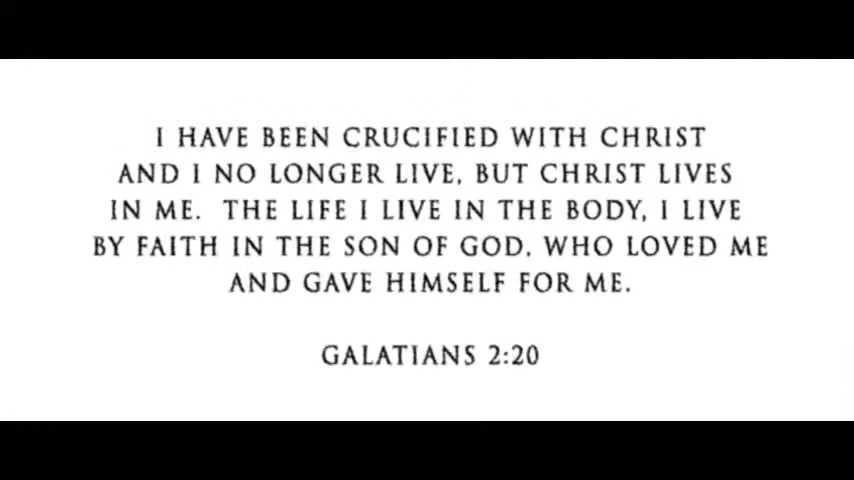 I HAVE BEEN CRUCIFIED WITH CHRIST
AND I NO LONGER LIVE, BUT CHRIST LIVES
IN ME. THE LIFE I LIVE IN THE BODY, I LIVE
BY FAITH IN THE SON OF GOD, WHO LOVED ME
AND GAVE HIMSELF FOR ME.
GALATIANS 2:20